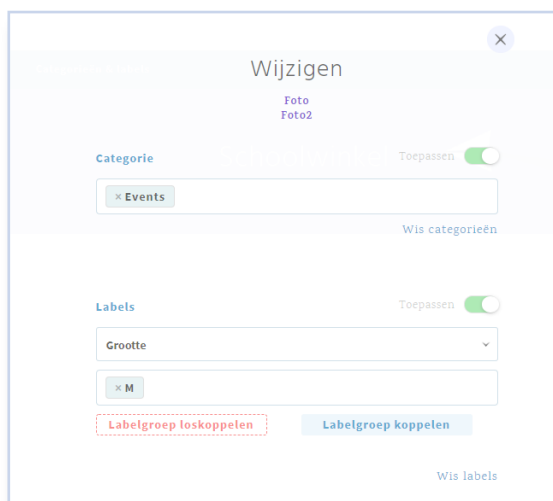 Wijzigen
Foto
Foto2
Categorie
Toepassen
× Events
Wis categorieën
Labels
Toepassen
Grootte
× M
Labelgroep loskoppelen
Labelgroep koppelen
Wis labels